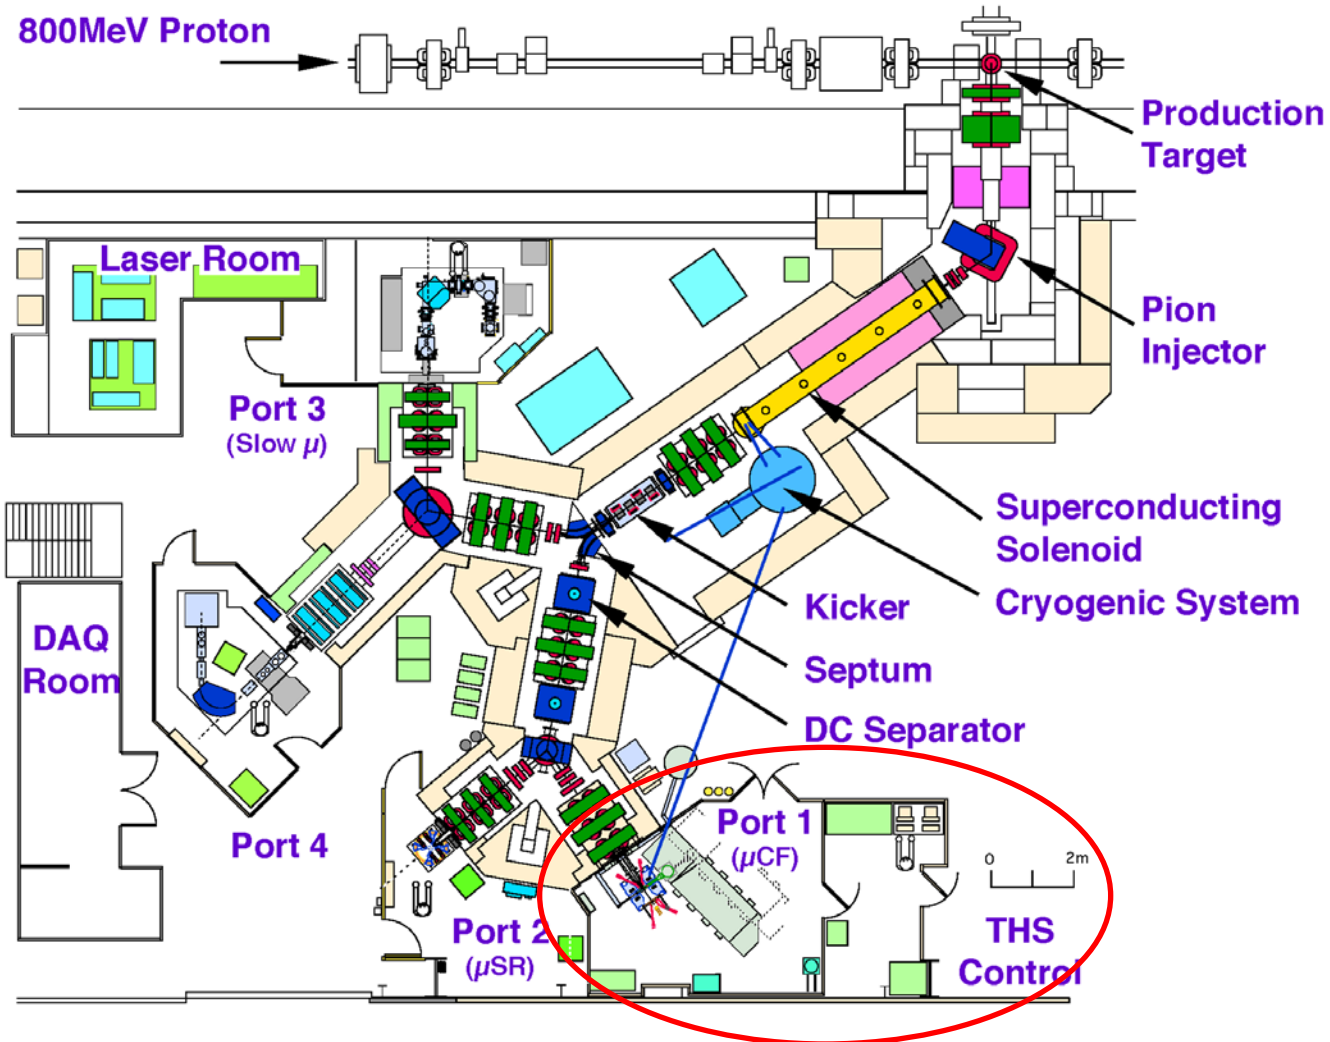 800MeV Proton
Production
Target
Laser Room
Pion
Injector
Port 3
(Slow μ)
Superconducting
Solenoid
Cryogenic System
Kicker
DAQ
Room
Septum
DC Separator
Port 1
(μCF)
Port 4
0 2m
Port 2
(μSR)
THS
Control